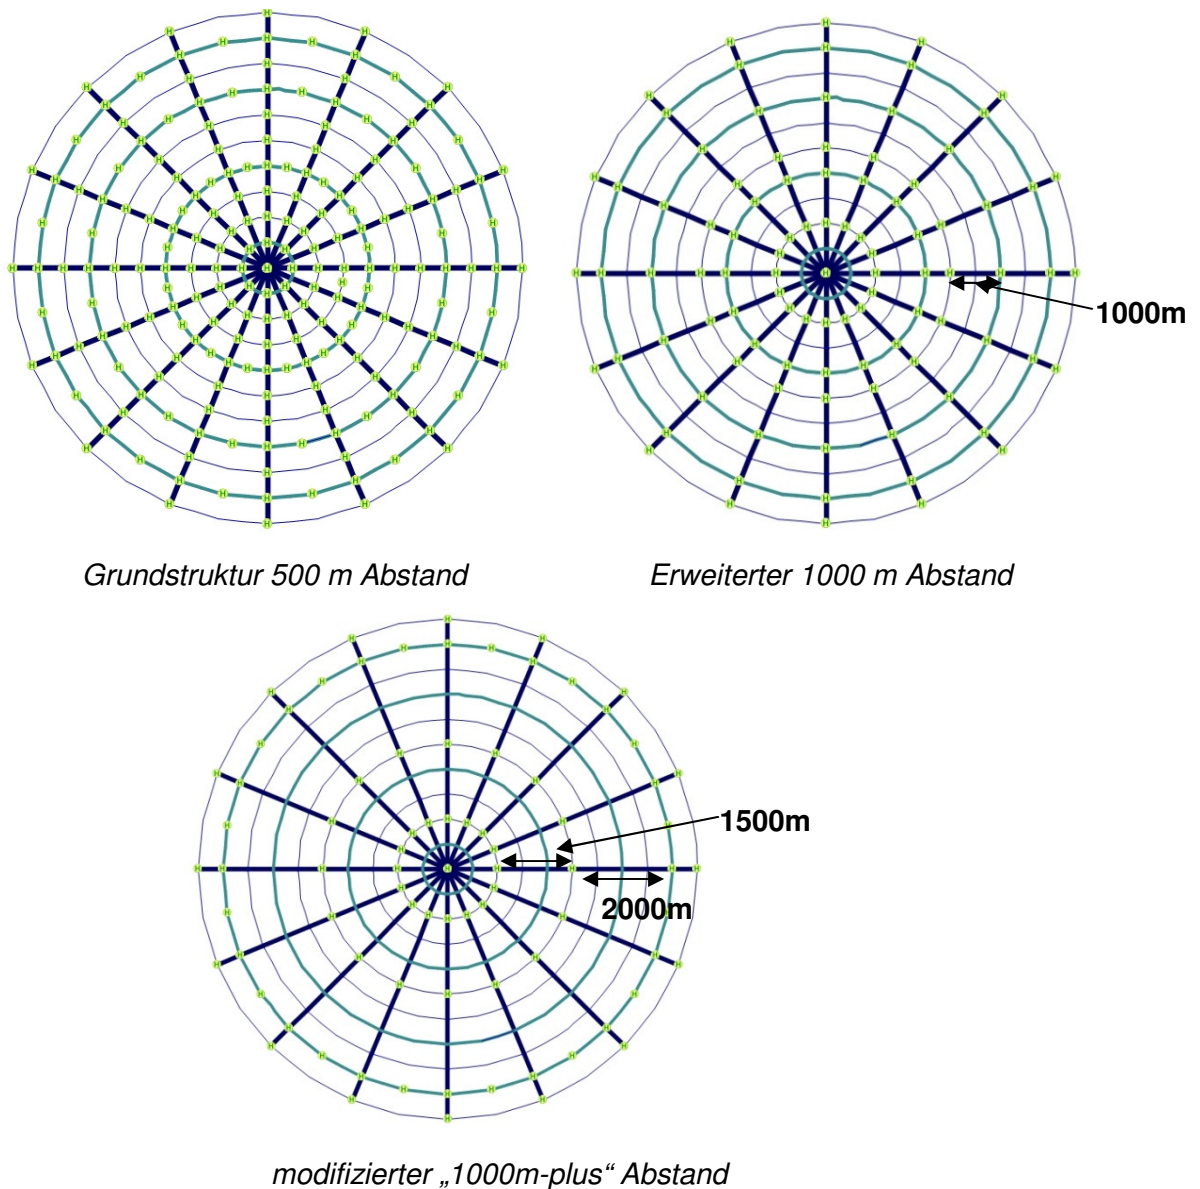 1000m
Grundstruktur 500 m Abstand
Erweiterter 1000 m Abstand
1500m
2000m
modifizierter „1000m-plus“ Abstand